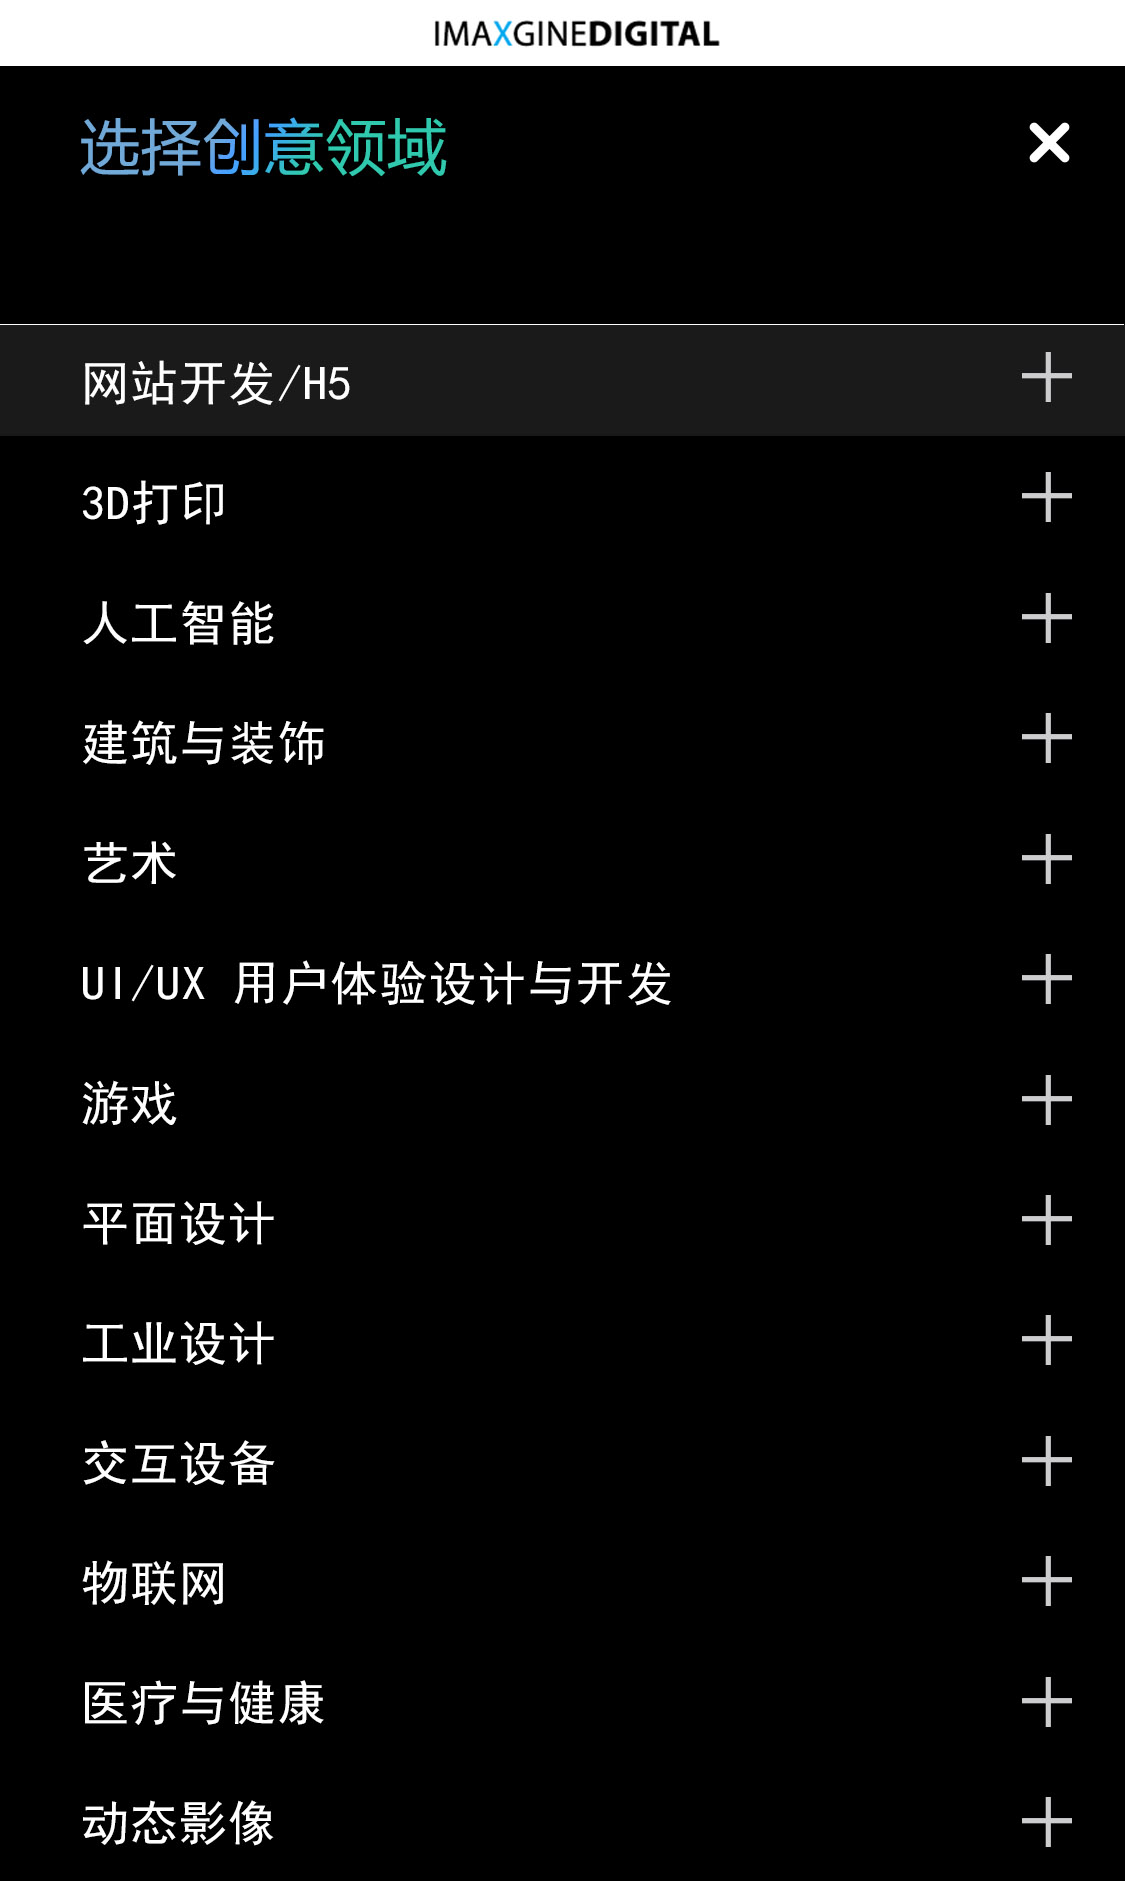 IMAXGINEDIGITAL
选择创意领域
网站开发/H5
3D打印
人工智能
建筑与装饰
艺术
UI/UX 用户体验设计与开发
游戏
平面设计
工业设计
交互设备
物联网
医疗与健康
动态影像